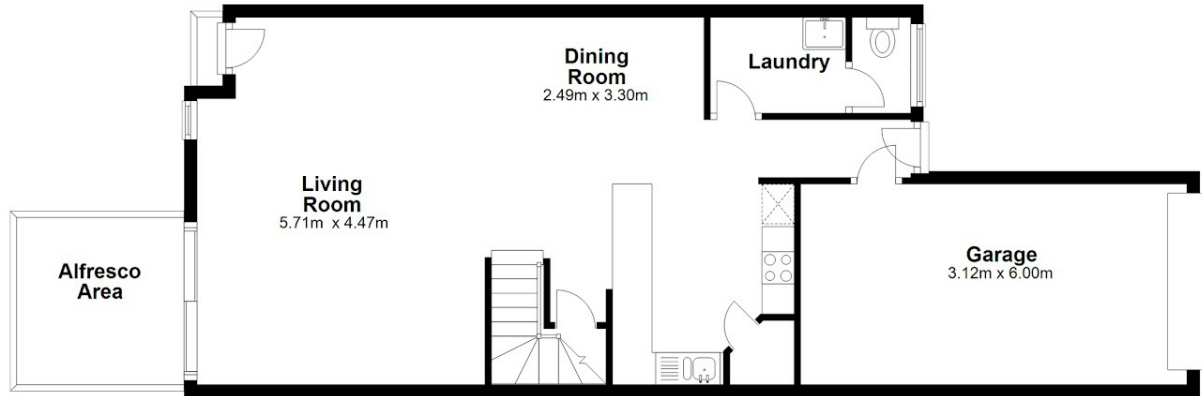 Dining
Room
2.49m x 3.30m
Laundry
Living
Room
5.71m x 4.47m
Alfresco
Area
Garage
3.12m x 6.00m